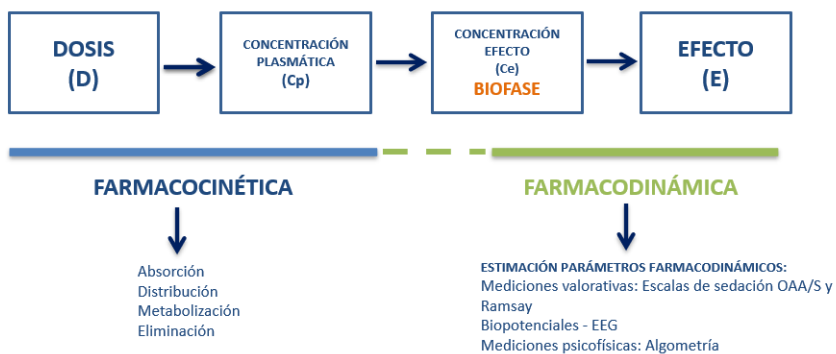 DOSIS
(D)
CONCENTRACIÓN
PLASMÁTICA
(Cp)
CONCENTRACIÓN
EFECTO
(Ce)
BIOFASE
EFECTO
(E)
FARMACOCINÉTICA
Absorción
Distribución
Metabolización
Eliminación
FARMACODINÁMICA
ESTIMACIÓN PARÁMETROS FARMACODINÁMICOS:
Mediciones valorativas: Escalas de sedación OAA/S y
Ramsay
Biopotenciales - EEG
Mediciones psicofísicas: Algometría